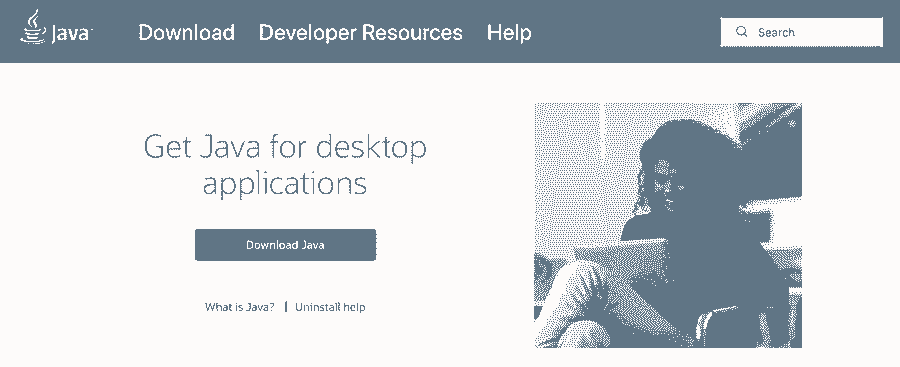 Java
Download Developer Resources Help
Search
Get Java for desktop
applications
Download Java
What is Java? | Uninstall help